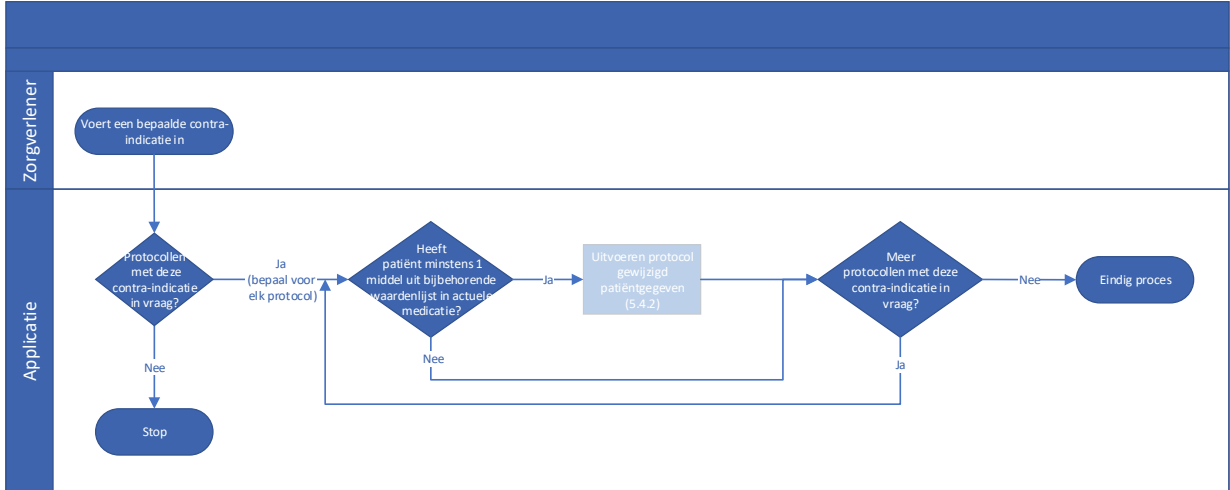 Zorgverlener
Voert een bepaalde contra-
indicatie in
Applicatie
Protocollen
met deze
contra-indicatie
in vraag?
Ja
(bepaal voor
elk protocol)
Heeft
patiënt minstens 1
middel uit bijbehorende
waardenlijst in actuele
medicatie?
Ja
Uitvoeren protocol
gewijzigd
patiëntgegeven
(5.4.2)
Meer
protocollen met deze
contra-indicatie in
vraag?
Nee
Eindig proces
Nee
Nee
Ja
Stop